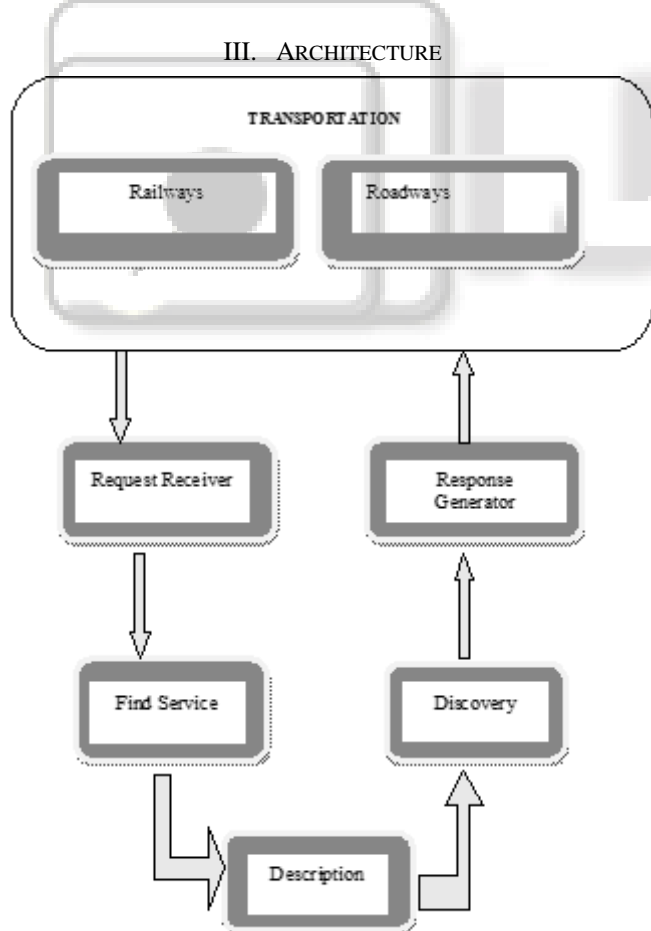 III. ARCHITECTURE
TRANSPORTATION
Railways
Roadways
Request Receiver
Response
Generator
Find Service
Discovery
Description